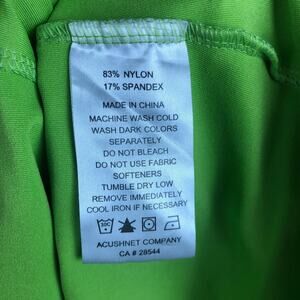 83% NYLON
17% SPANDEX
MADE IN CHINA
MACHINE WASH COLD
WASH DARK COLORS
SEPARATELY
DO NOT BLEACH
DO NOT USE FABRIC
SOFTENERS
TUMBLE DRY LOW
REMOVE IMMEDIATELY
COOL IRON IF NECESSARY
ACUSHNET COMPANY
CA # 28544